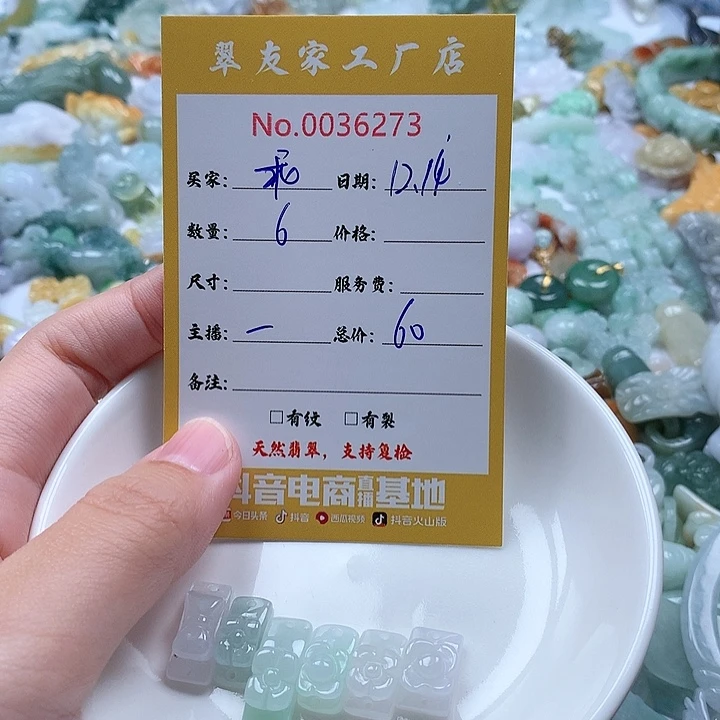 翠友家工厂店
No.0036273
买家: 日期: 12.14
数量: 6 价格:
尺寸: 服务费:
主播: 一 总价: 60
备注:
□有纹 □有裂
天然翡翠，支持复检
抖音电商直播基地
今日头条 抖音 西瓜视频 抖音火山版